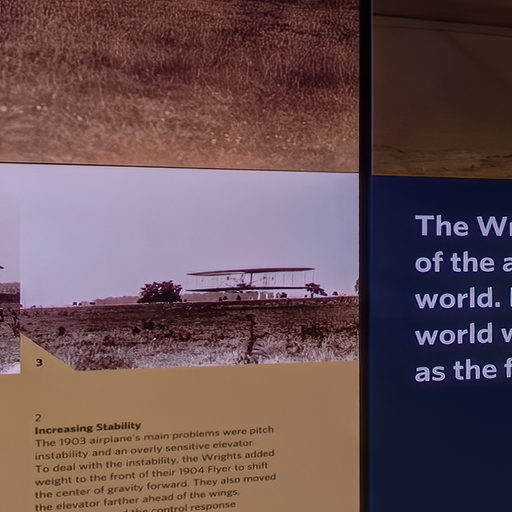 3
2
Increasing Stability
The 1903 airplane's main problems were pitch
instability and an overly sensitive elevator.
To deal with the instability, the Wrights added
weight to the front of their 1904 Flyer to shift
the center of gravity forward. They also moved
the elevator farther ahead of the wings,
the control response
The Wr
of the a
world.
world w
as the f